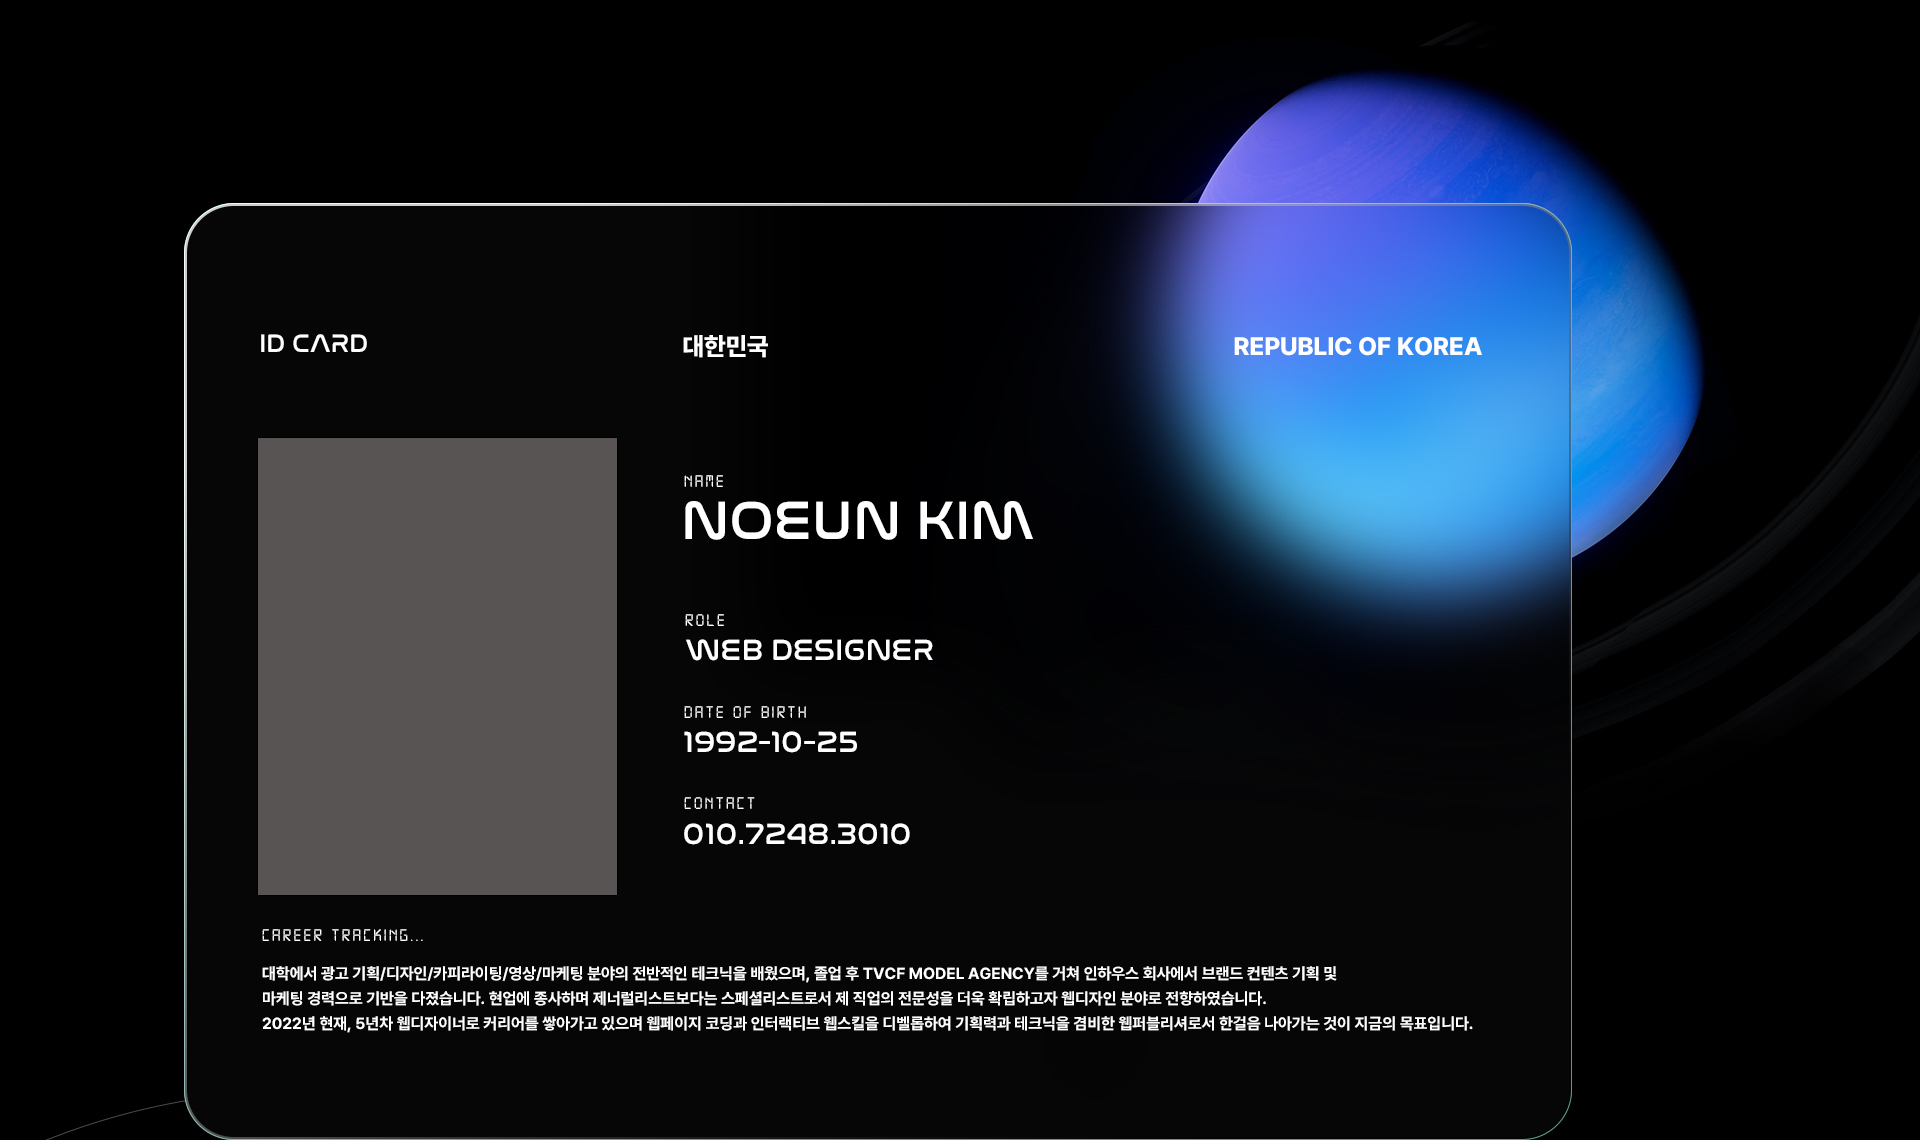 ID CARD
대한민국
REPUBLIC OF KOREA
NAME
NOEUN KIM
ROLE
WEB DESIGNER
DATE OF BIRTH
1992-10-25
CONTACT
010.7248.3010
CAREER TRACKING...
대학에서 광고 기획/디자인/카피라이팅/영상/마케팅 분야의 전반적인 테크닉을 배웠으며, 졸업 후 TVCF MODEL AGENCY를 거쳐 인하우스 회사에서 브랜드 컨텐츠 기획 및
마케팅 경력으로 기반을 다졌습니다. 현업에 종사하며 제너럴리스트보다는 스페셜리스트로서 제 직업의 전문성을 더욱 확립하고자 웹디자인 분야로 전향하였습니다.
2022년 현재, 5년차 웹디자이너로 커리어를 쌓아가고 있으며 웹페이지 코딩과 인터랙티브 웹스킬을 디벨롭하여 기획력과 테크닉을 겸비한 웹퍼블리셔로서 한걸음 나아가는 것이 지금의 목표입니다.